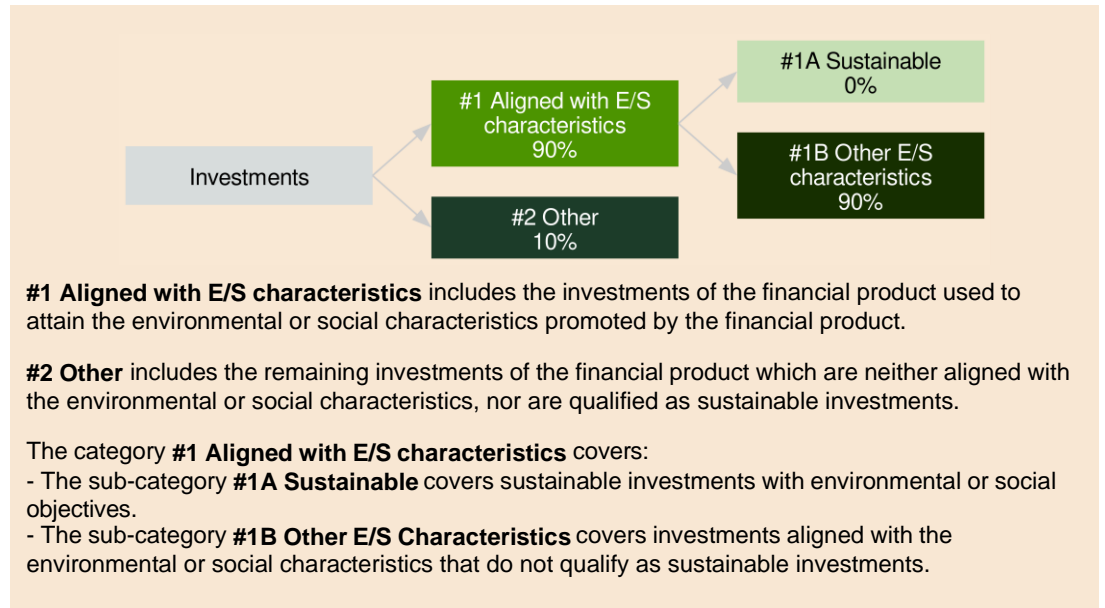 #1A Sustainable
0%
#1 Aligned with E/S
characteristics
90%
#1B Other E/S
characteristics
90%
Investments
#2 Other
10%
#1 Aligned with E/S characteristics includes the investments of the financial product used to
attain the environmental or social characteristics promoted by the financial product.
#2 Other includes the remaining investments of the financial product which are neither aligned with
the environmental or social characteristics, nor are qualified as sustainable investments.
The category #1 Aligned with E/S characteristics covers:
- The sub-category #1A Sustainable covers sustainable investments with environmental or social
objectives.
- The sub-category #1B Other E/S Characteristics covers investments aligned with the
environmental or social characteristics that do not qualify as sustainable investments.